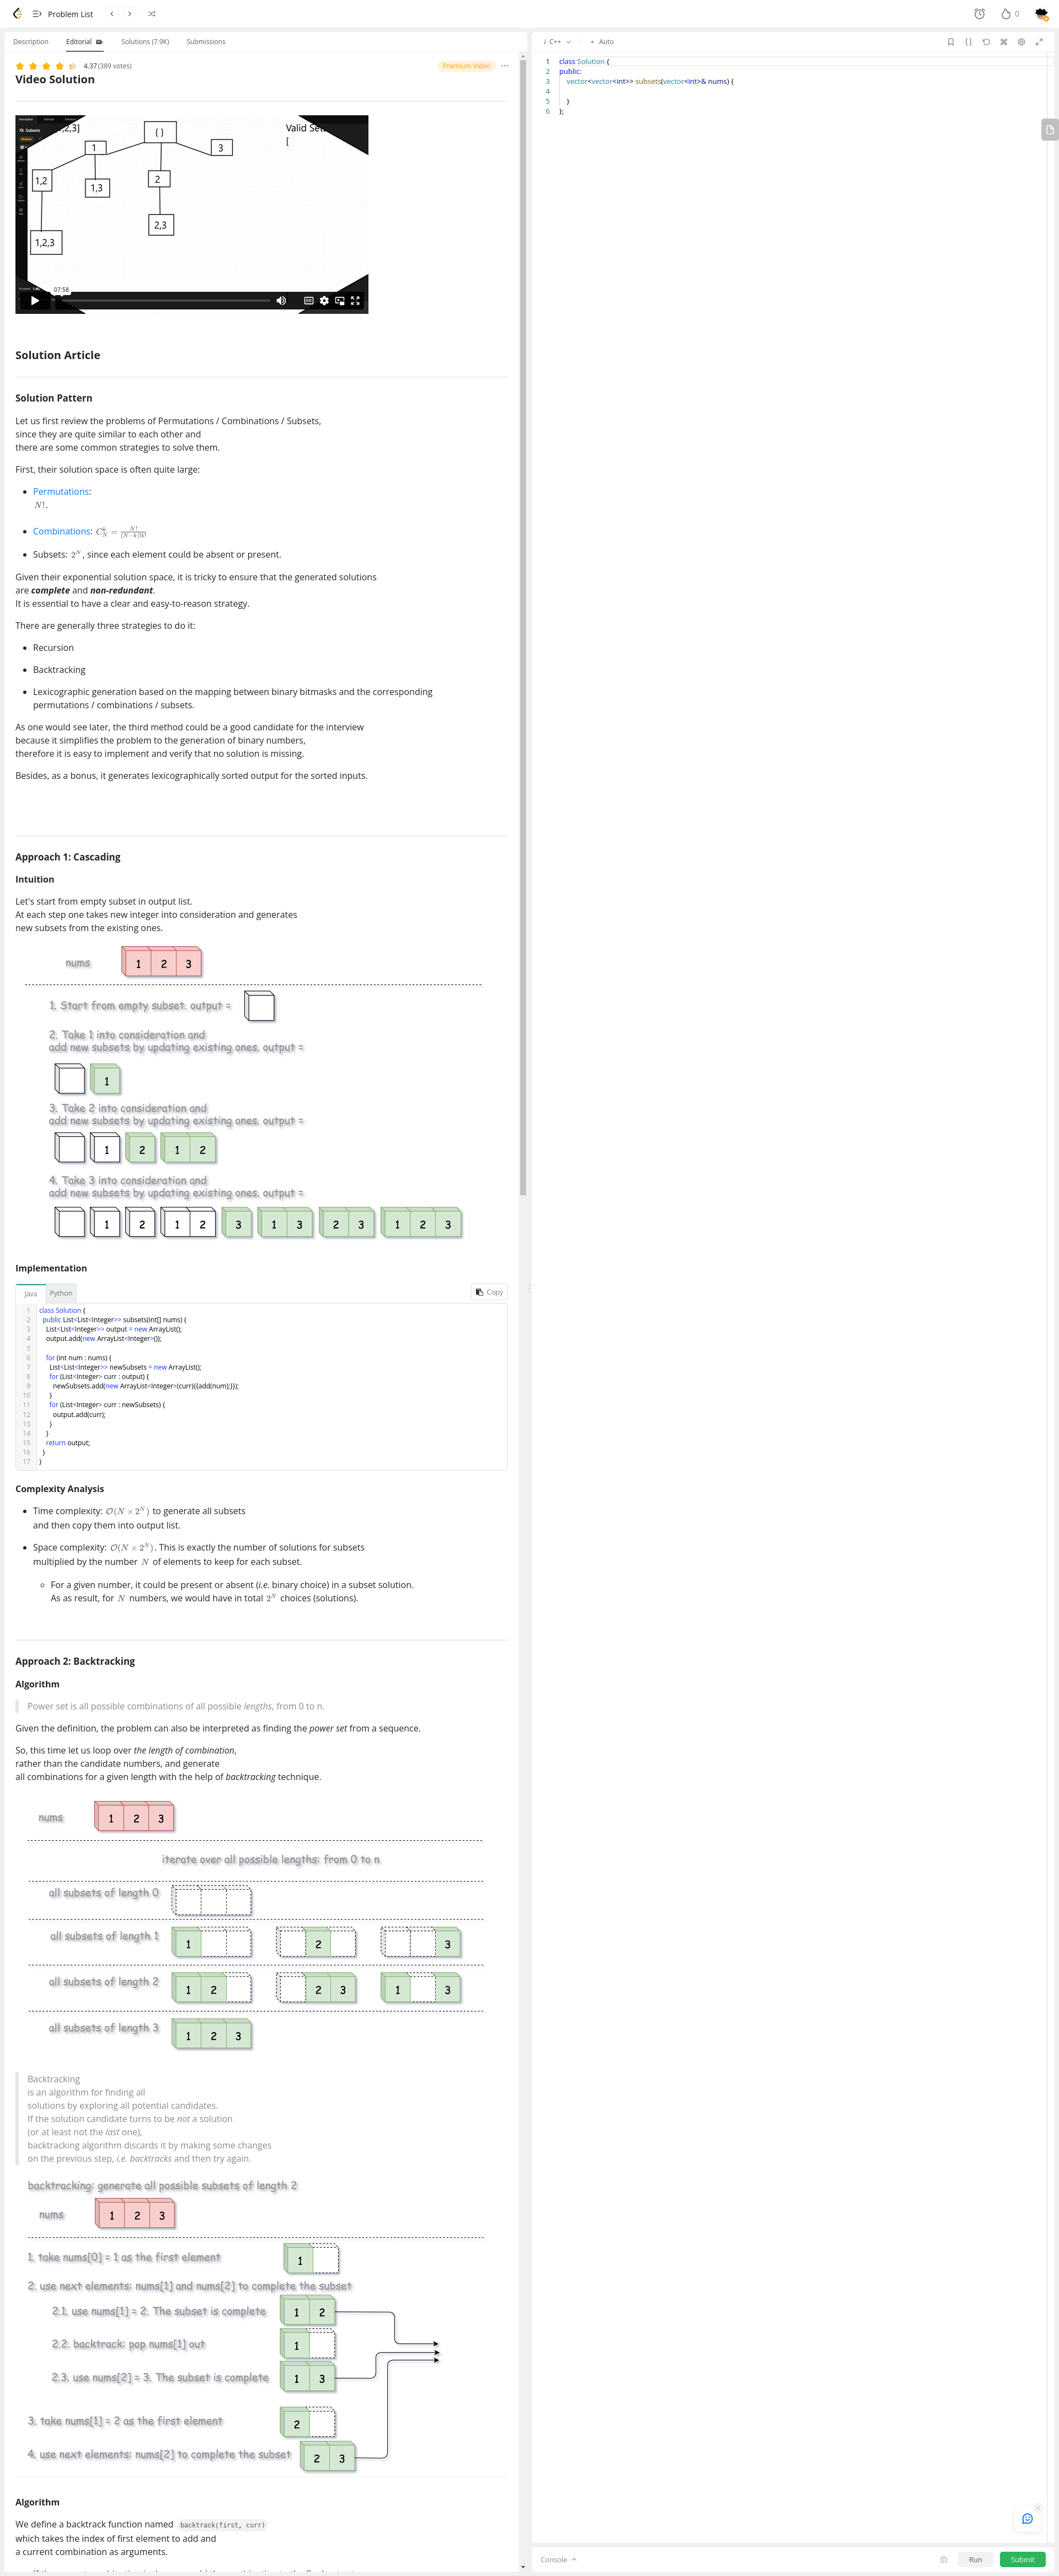 Problem List
0
Description
Editorial
Solutions (7.9K)
Submissions
4.37 (389 votes)
Premium Video
Video Solution
78. Subsets
,2,3]
{ }
Valid Sets
[
1
3
1,2
1,3
2
2,3
1,2,3
07:58
CC
Solution Article
Solution Pattern
Let us first review the problems of Permutations / Combinations / Subsets,
since they are quite similar to each other and
there are some common strategies to solve them.
First, their solution space is often quite large:
• Permutations:
N!.
• Combinations: C_N^k = N!/((N−k)!k!)
• Subsets: 2^N, since each element could be absent or present.
Given their exponential solution space, it is tricky to ensure that the generated solutions
are complete and non-redundant.
It is essential to have a clear and easy-to-reason strategy.
There are generally three strategies to do it:
• Recursion
• Backtracking
• Lexicographic generation based on the mapping between binary bitmasks and the corresponding
permutations / combinations / subsets.
As one would see later, the third method could be a good candidate for the interview
because it simplifies the problem to the generation of binary numbers,
therefore it is easy to implement and verify that no solution is missing.
Besides, as a bonus, it generates lexicographically sorted output for the sorted inputs.
Approach 1: Cascading
Intuition
Let's start from empty subset in output list.
At each step one takes new integer into consideration and generates
new subsets from the existing ones.
nums 1 2 3
1. Start from empty subset. output =
2. Take 1 into consideration and
add new subsets by updating existing ones. output =
1
3. Take 2 into consideration and
add new subsets by updating existing ones. output =
1 2 1 2
4. Take 3 into consideration and
add new subsets by updating existing ones. output =
1 2 1 2 3 1 3 2 3 1 2 3
Implementation
Java
Python
Copy
1 class Solution {
2 public List<List<Integer>> subsets(int[] nums) {
3 List<List<Integer>> output = new ArrayList();
4 output.add(new ArrayList<Integer>());
5
6 for (int num : nums) {
7 List<List<Integer>> newSubsets = new ArrayList();
8 for (List<Integer> curr : output) {
9 newSubsets.add(new ArrayList<Integer>(curr){{add(num);}});
10 }
11 for (List<Integer> curr : newSubsets) {
12 output.add(curr);
13 }
14 }
15 return output;
16 }
17 }
Complexity Analysis
• Time complexity: O(N × 2^N) to generate all subsets
and then copy them into output list.
• Space complexity: O(N × 2^N). This is exactly the number of solutions for subsets
multiplied by the number N of elements to keep for each subset.
◦ For a given number, it could be present or absent (i.e. binary choice) in a subset solution.
As as result, for N numbers, we would have in total 2^N choices (solutions).
Approach 2: Backtracking
Algorithm
Power set is all possible combinations of all possible lengths, from 0 to n.
Given the definition, the problem can also be interpreted as finding the power set from a sequence.
So, this time let us loop over the length of combination,
rather than the candidate numbers, and generate
all combinations for a given length with the help of backtracking technique.
nums 1 2 3
iterate over all possible lengths: from 0 to n
all subsets of length 0
all subsets of length 1 1 2 3
all subsets of length 2 1 2 2 3 1 3
all subsets of length 3 1 2 3
Backtracking
is an algorithm for finding all
solutions by exploring all potential candidates.
If the solution candidate turns to be not a solution
(or at least not the last one),
backtracking algorithm discards it by making some changes
on the previous step, i.e. backtracks and then try again.
backtracking: generate all possible subsets of length 2
nums 1 2 3
1. take nums[0] = 1 as the first element 1
2. use next elements: nums[1] and nums[2] to complete the subset
2.1. use nums[1] = 2. The subset is complete 1 2
2.2. backtrack: pop nums[1] out 1
2.3. use nums[2] = 3. The subset is complete 1 3
3. take nums[1] = 2 as the first element 2
4. use next elements: nums[2] to complete the subset 2 3
Algorithm
We define a backtrack function named backtrack(first, curr)
which takes the index of first element to add and
a current combination as arguments.
i C++
• Auto
1 class Solution {
2 public:
3 vector<vector<int>> subsets(vector<int>& nums) {
4
5 }
6 };
Console
Run
Submit